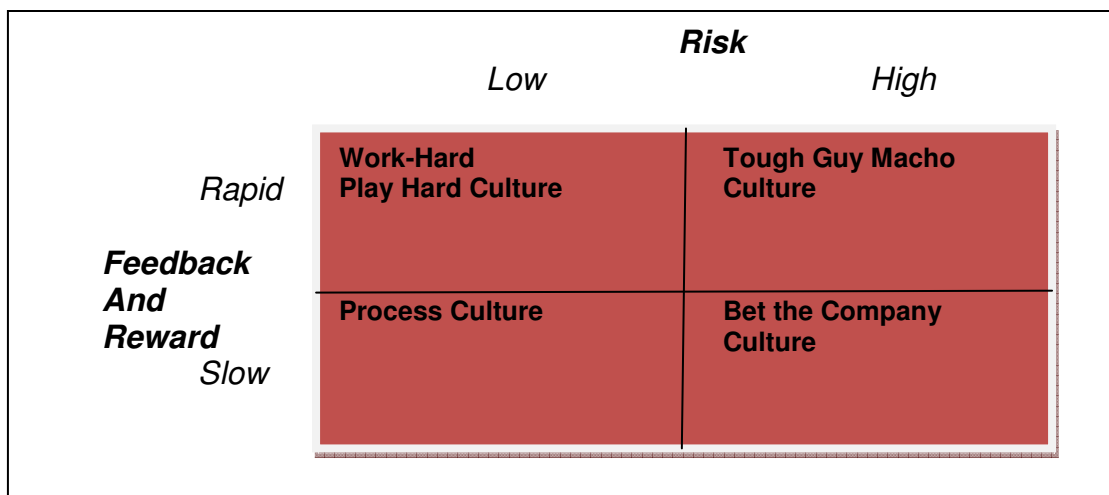 Risk
Low High
Rapid
Work-Hard
Play Hard Culture
Tough Guy Macho
Culture
Feedback
And
Reward
Slow
Process Culture
Bet the Company
Culture